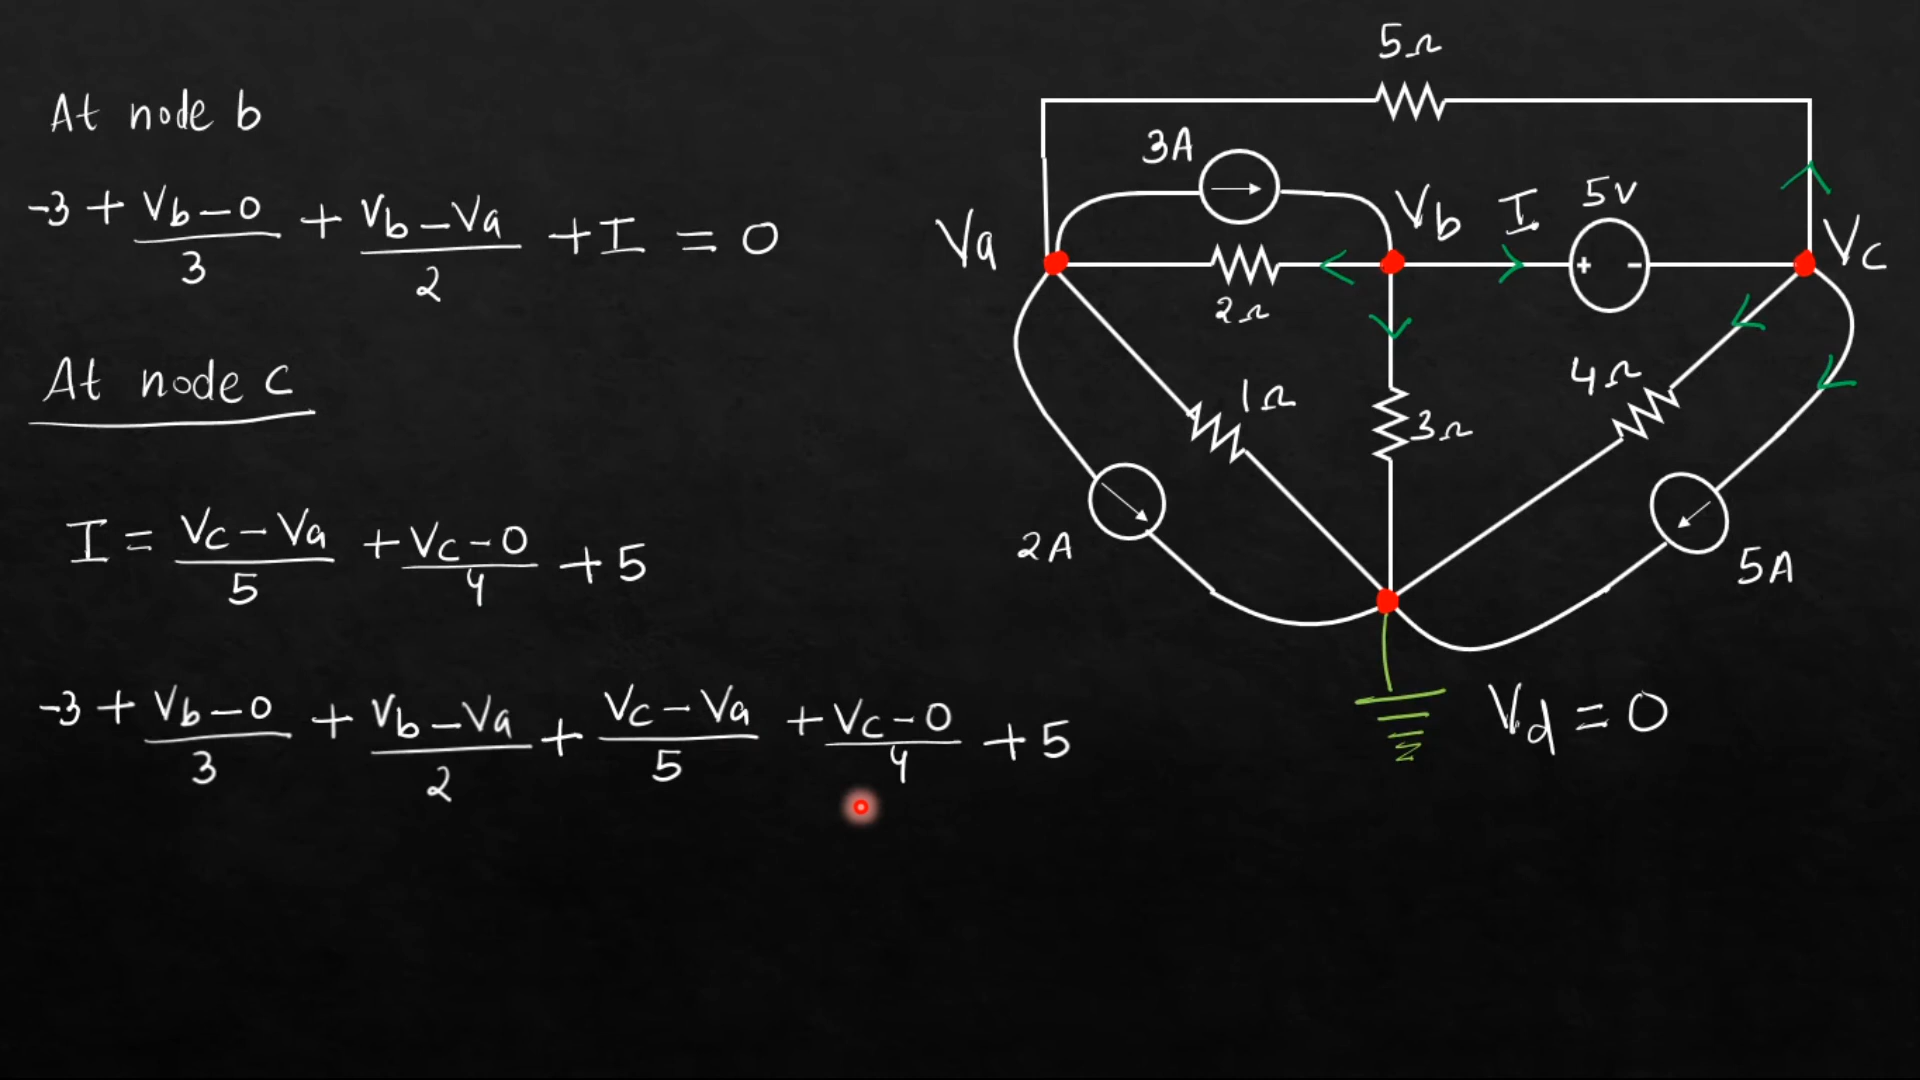 At node b
-3 + Vb-0/3 + Vb-Va/2 + I = 0
At node c
I = Vc-Va/5 + Vc-0/4 + 5
-3 + Vb-0/3 + Vb-Va/2 + Vc-Va/5 + Vc-0/4 + 5
5Ω
3A
Va
Vb
I
5V
+ -
Vc
2Ω
1Ω
3Ω
4Ω
2A
5A
Vd = 0